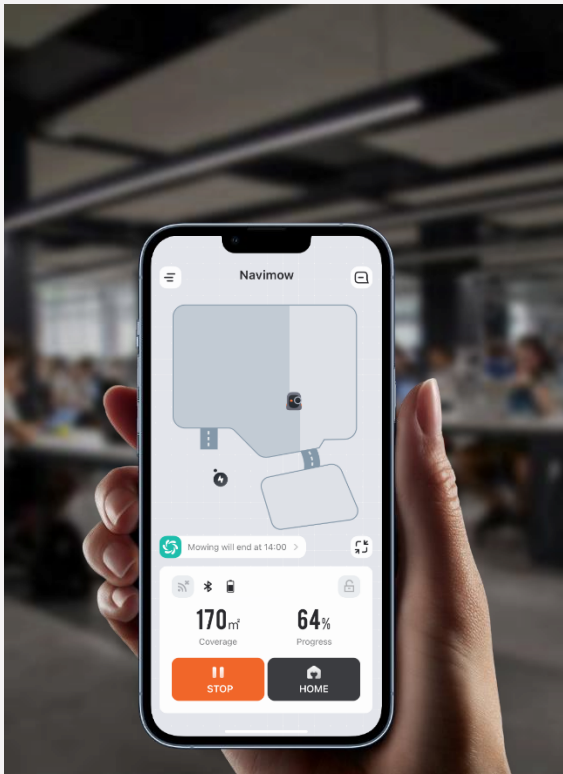 Navimow
Mowing will end at 14:00 >
170㎡
64%
Coverage
Progress
STOP
HOME